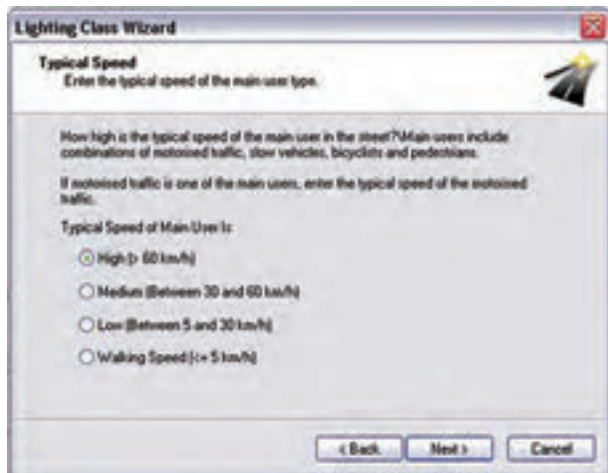 Lighting Class Wizard
Typical Speed
Enter the typical speed of the main user type.
How high is the typical speed of the main user in the street?\Main users include
combinations of motorised traffic, slow vehicles, bicyclists and pedestrians.
If motorised traffic is one of the main users, enter the typical speed of the motorised
traffic.
Typical Speed of Main User Is:
High (> 60 km/h)
Medium (Between 30 and 60 km/h)
Low (Between 5 and 30 km/h)
Walking Speed (<= 5 km/h)
< Back Next > Cancel